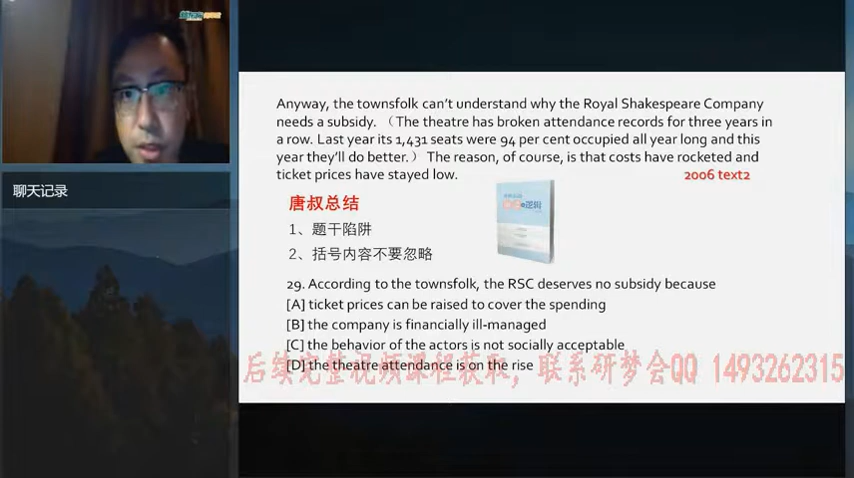 聊天记录
Anyway, the townsfolk can't understand why the Royal Shakespeare Company
needs a subsidy. （The theatre has broken attendance records for three years in
a row. Last year its 1,431 seats were 94 per cent occupied all year long and this
year they'll do better.） The reason, of course, is that costs have rocketed and
ticket prices have stayed low.
2006 text2
唐叔总结
1、题干陷阱
2、括号内容不要忽略
29. According to the townsfolk, the RSC deserves no subsidy because
[A] ticket prices can be raised to cover the spending
[B] the company is financially ill-managed
[C] the behavior of the actors is not socially acceptable
[D] the theatre attendance is on the rise
后续完整视频课程获取，联系研梦会QQ 1493262315